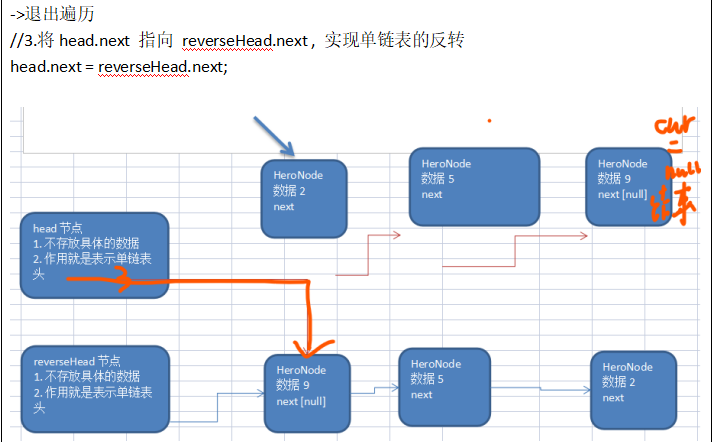 ->退出遍历
//3.将 head.next 指向 reverseHead.next，实现单链表的反转
head.next = reverseHead.next;
cur
=
null
结束
HeroNode
数据 2
next
HeroNode
数据 5
next
HeroNode
数据 9
next [null]
head 节点
1. 不存放具体的数据
2. 作用就是表示单链表
头
3
reverseHead 节点
1. 不存放具体的数据
2. 作用就是表示单链表
头
HeroNode
数据 9
next [null]
HeroNode
数据 5
next
HeroNode
数据 2
next